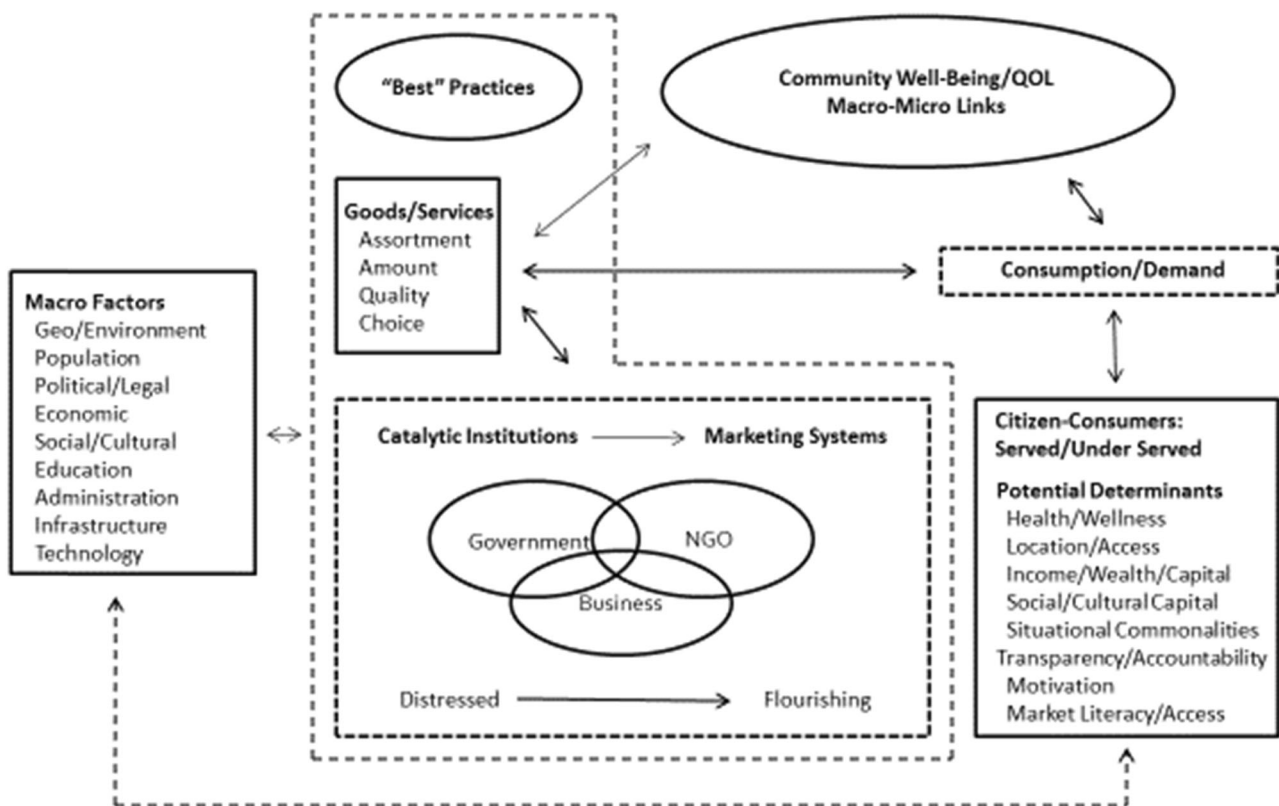 “Best” Practices
Community Well-Being/QOL
Macro-Micro Links
Goods/Services
Assortment
Amount
Quality
Choice
Consumption/Demand
Macro Factors
Geo/Environment
Population
Political/Legal
Economic
Social/Cultural
Education
Administration
Infrastructure
Technology
Catalytic Institutions
Marketing Systems
Government
NGO
Business
Distressed
Flourishing
Citizen-Consumers:
Served/Under Served
Potential Determinants
Health/Wellness
Location/Access
Income/Wealth/Capital
Social/Cultural Capital
Situational Commonalities
Transparency/Accountability
Motivation
Market Literacy/Access